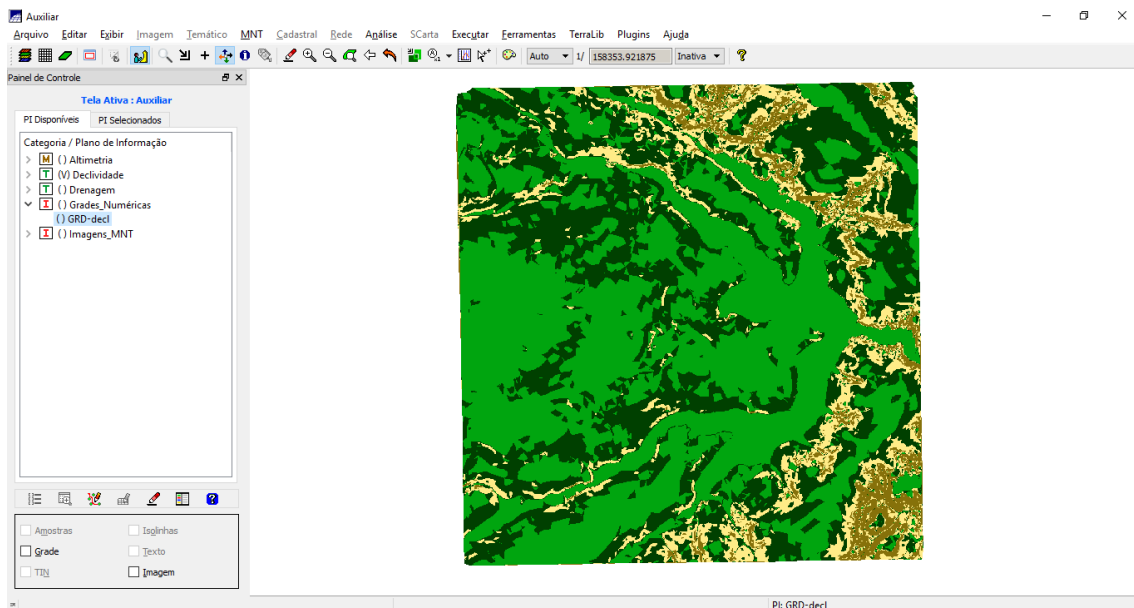 Auxiliar
Arquivo Editar Exibir Imagem Temático MNT Cadastral Rede Análise SCarta Executar Ferramentas TerraLib Plugins Ajuda
Auto 1/ 158353.921875 Inativa
Painel de Controle
Tela Ativa : Auxiliar
PI Disponíveis PI Selecionados
Categoria / Plano de Informação
M ( ) Altimetria
T (V) Declividade
T ( ) Drenagem
I ( ) Grades_Numéricas
( ) GRD-decl
I ( ) Imagens_MNT
Amostras Isolinhas
Grade Texto
TIN Imagem
PI: GRD-decl